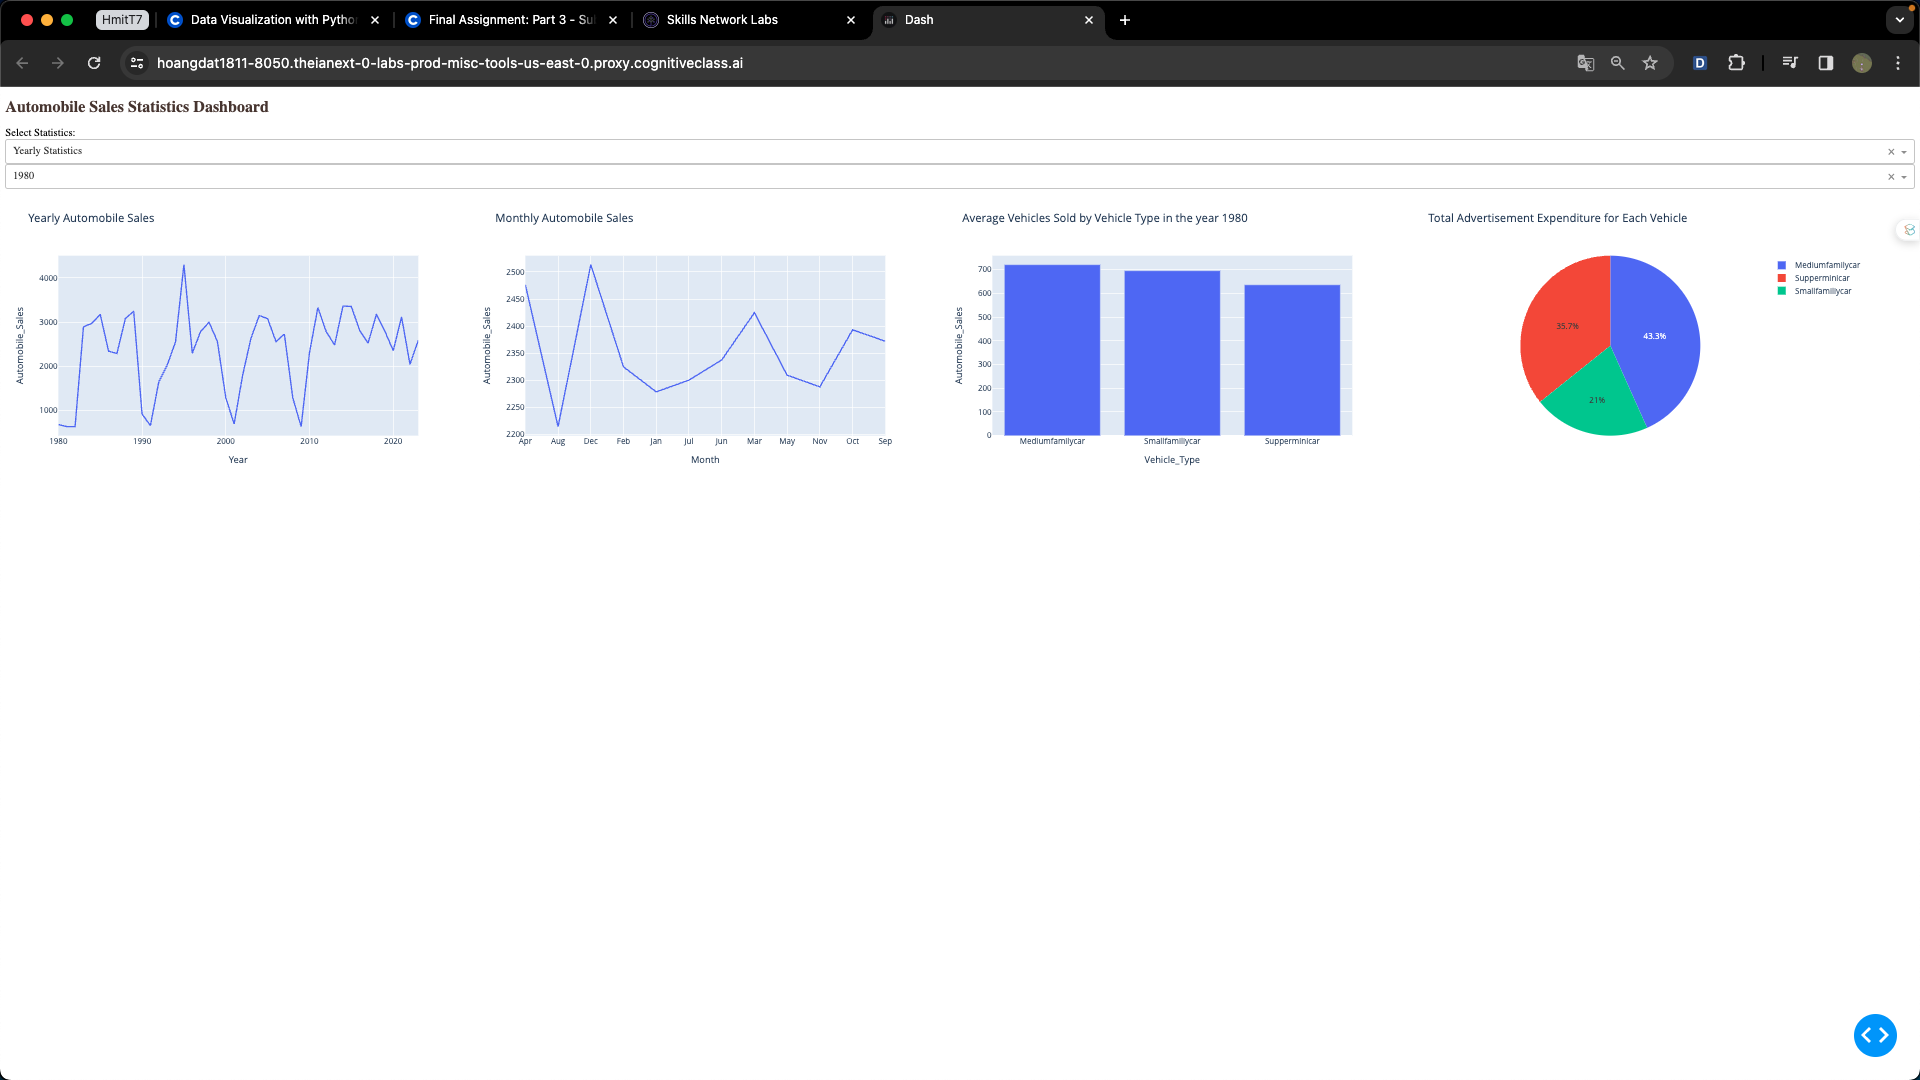 HmitT7
Data Visualization with Pytho
Final Assignment: Part 3 - Su
Skills Network Labs
Dash
hoangdat1811-8050.theianext-0-labs-prod-misc-tools-us-east-0.proxy.cognitiveclass.ai
D
Automobile Sales Statistics Dashboard
Select Statistics:
Yearly Statistics
1980
Yearly Automobile Sales
Automobile_Sales
4000
3000
2000
1000
1980 1990 2000 2010 2020
Year
Monthly Automobile Sales
Automobile_Sales
2500
2450
2400
2350
2300
2250
2200
Apr Aug Dec Feb Jan Jul Jun Mar May Nov Oct Sep
Month
Average Vehicles Sold by Vehicle Type in the year 1980
Automobile_Sales
700
600
500
400
300
200
100
0
Mediumfamilycar Smallfamiliycar Supperminicar
Vehicle_Type
Total Advertisement Expenditure for Each Vehicle
35.7%
43.3%
21%
Mediumfamilycar
Supperminicar
Smallfamiliycar